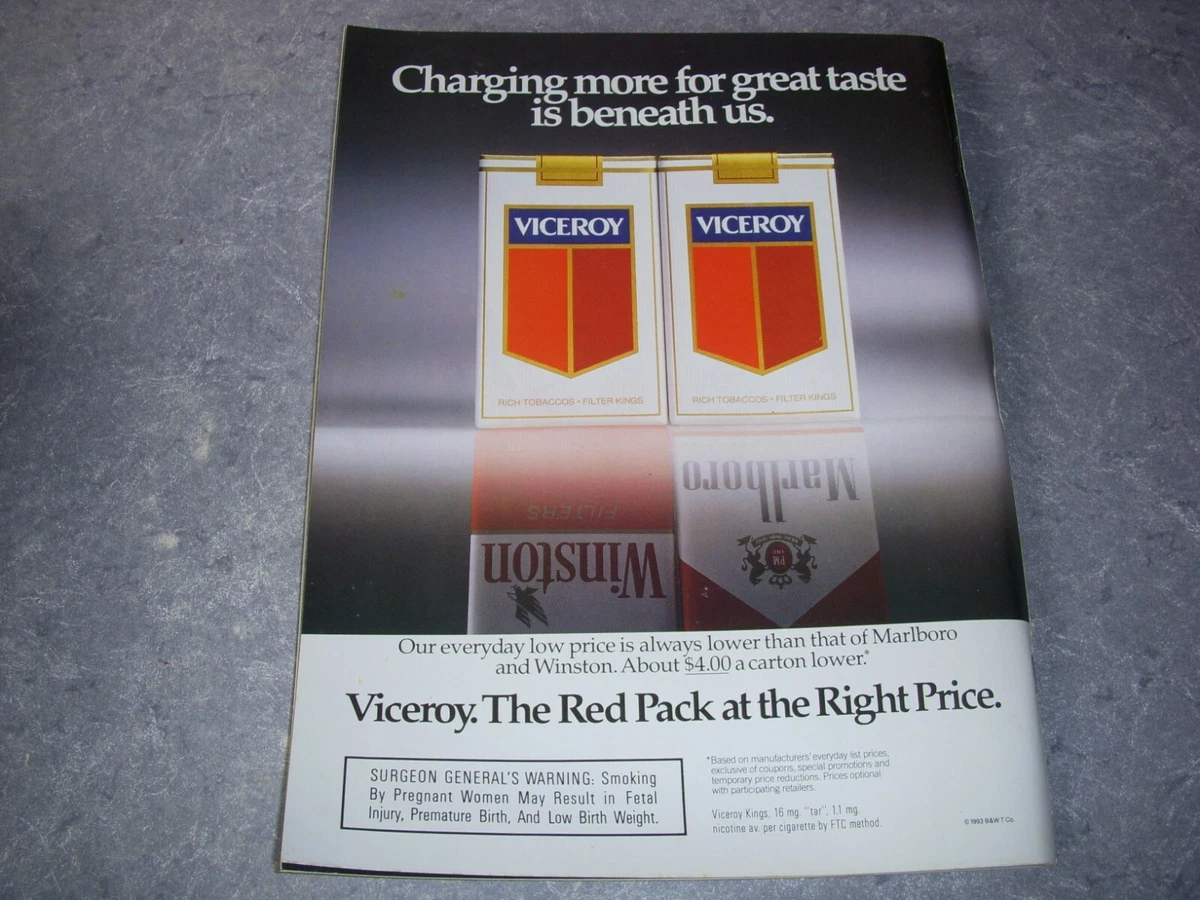 Charging more for great taste
is beneath us.
VICEROY
VICEROY
RICH TOBACCOS • FILTER KINGS
RICH TOBACCOS • FILTER KINGS
FILTERS
Winston
Marlboro
PM
Our everyday low price is always lower than that of Marlboro
and Winston. About $4.00 a carton lower.*
Viceroy. The Red Pack at the Right Price.
SURGEON GENERAL'S WARNING: Smoking
By Pregnant Women May Result in Fetal
Injury, Premature Birth, And Low Birth Weight.
*Based on manufacturers' everyday list prices,
exclusive of coupons, special promotions and
temporary price reductions. Prices optional
with participating retailers.
Viceroy Kings, 16 mg. "tar", 1.1 mg.
nicotine av. per cigarette by FTC method.
© 1993 B&W T Co.